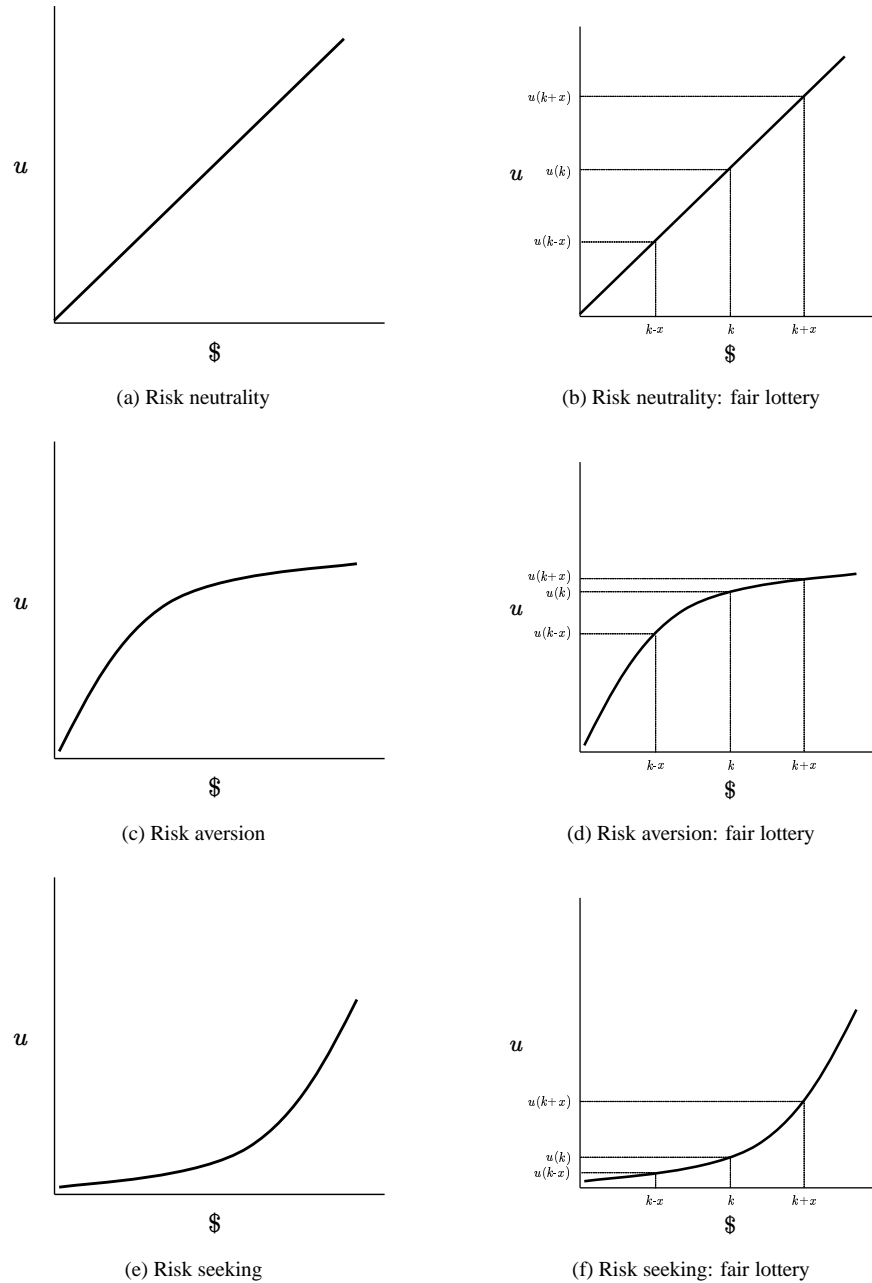 u
$
(a) Risk neutrality
u
u(k+x)
u(k)
u(k-x)
k-x k k+x
$
(b) Risk neutrality: fair lottery
u
$
(c) Risk aversion
u
u(k+x)
u(k)
u(k-x)
k-x k k+x
$
(d) Risk aversion: fair lottery
u
$
(e) Risk seeking
u
u(k+x)
u(k)
u(k-x)
k-x k k+x
$
(f) Risk seeking: fair lottery